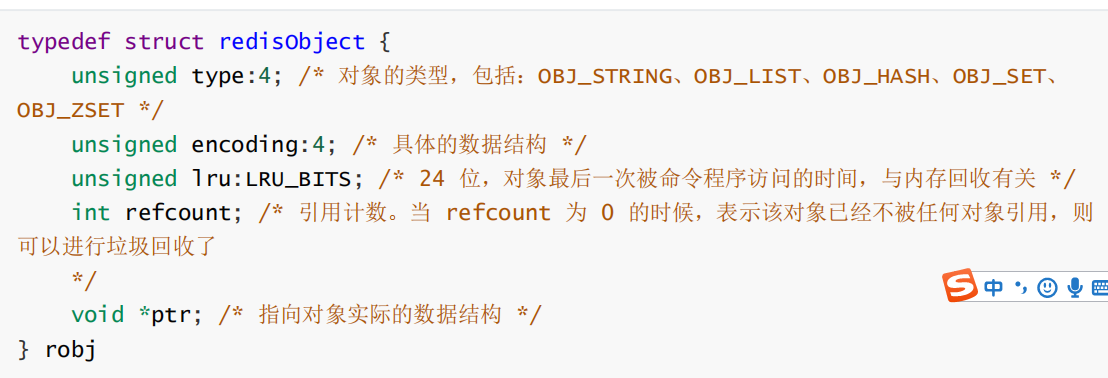 typedef struct redisObject {
    unsigned type:4; /* 对象的类型，包括：OBJ_STRING、OBJ_LIST、OBJ_HASH、OBJ_SET、
OBJ_ZSET */
    unsigned encoding:4; /* 具体的数据结构 */
    unsigned lru:LRU_BITS; /* 24 位，对象最后一次被命令程序访问的时间，与内存回收有关 */
    int refcount; /* 引用计数。当 refcount 为 0 的时候，表示该对象已经不被任何对象引用，则
可以进行垃圾回收了
    */
    void *ptr; /* 指向对象实际的数据结构 */
} robj
S 中